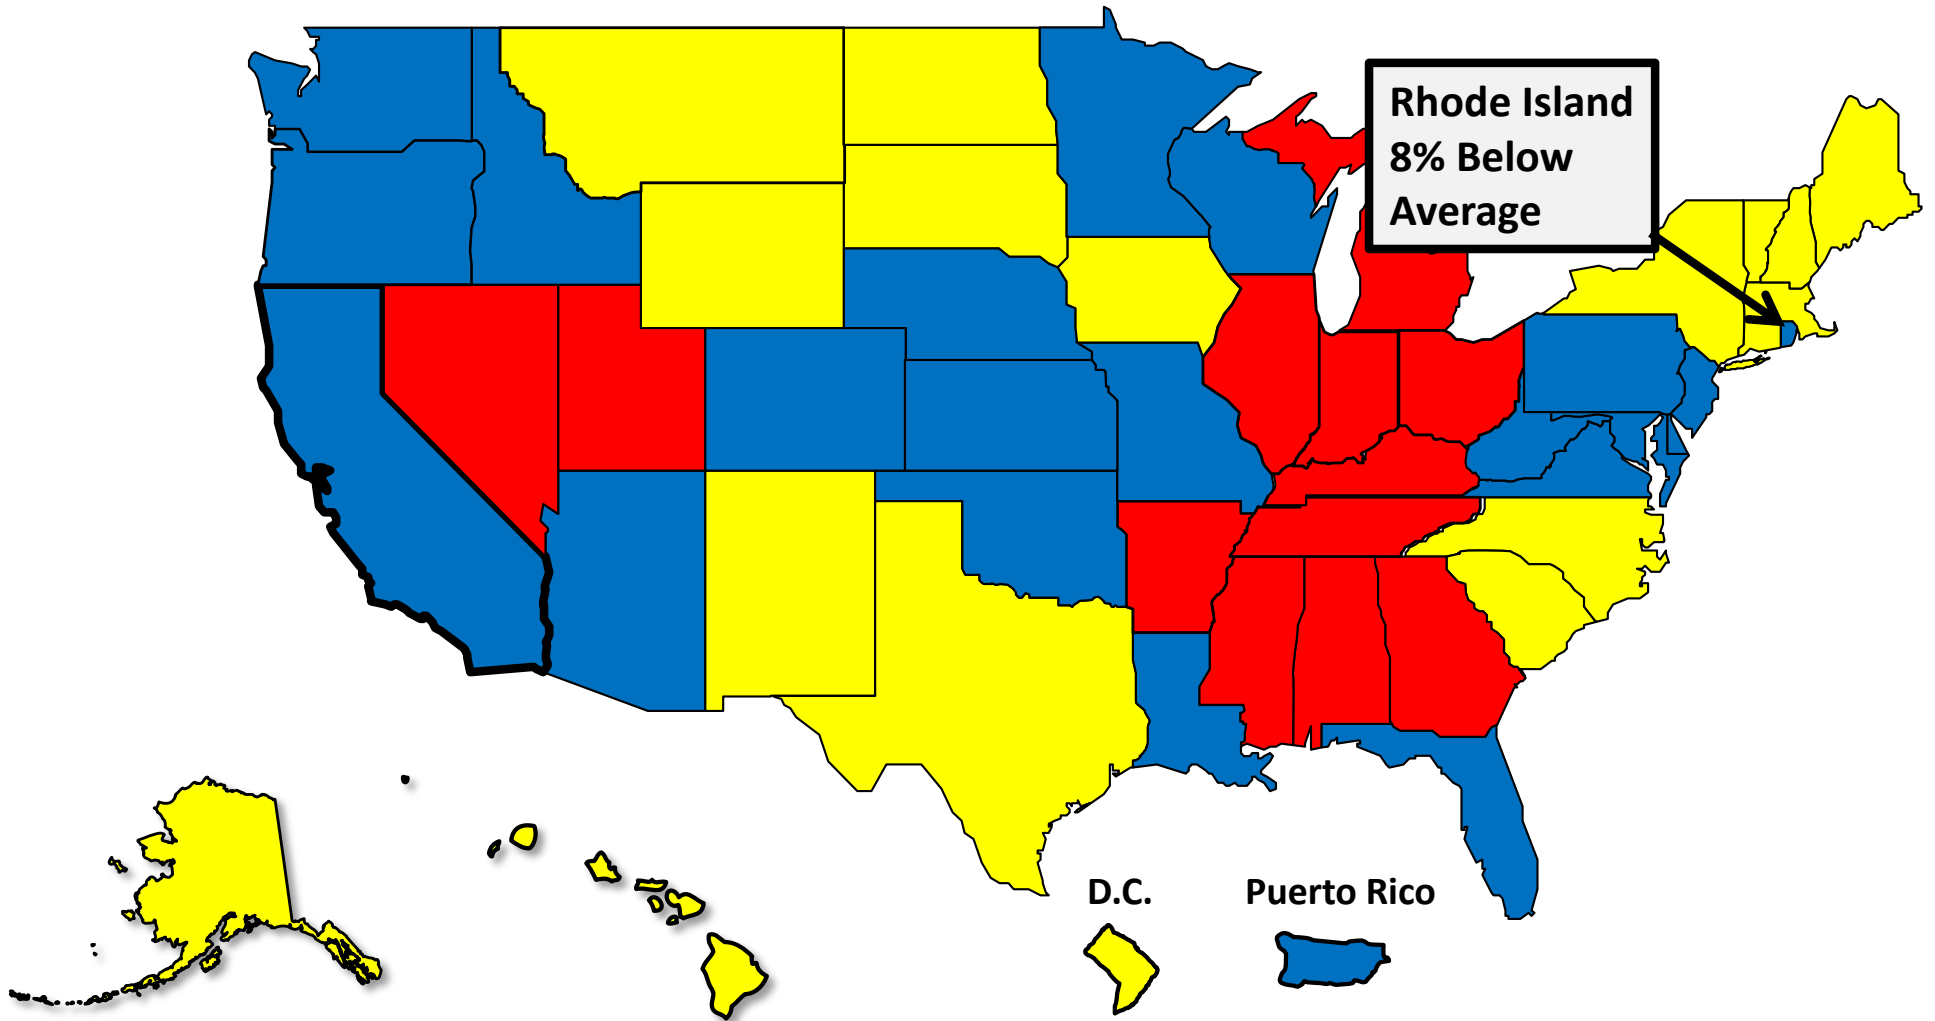 Rhode Island
8% Below
Average
D.C.
Puerto Rico